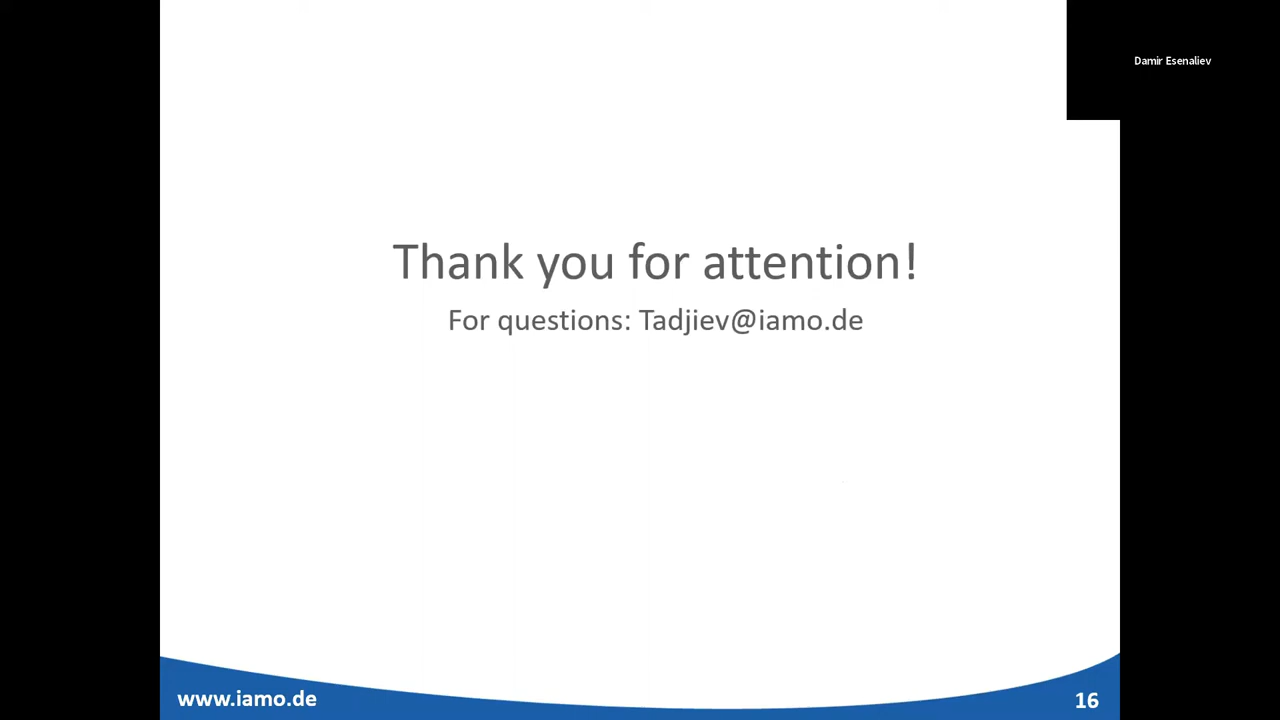 Damir Esenaliev
Thank you for attention!
For questions: Tadjiev@iamo.de
www.iamo.de
16